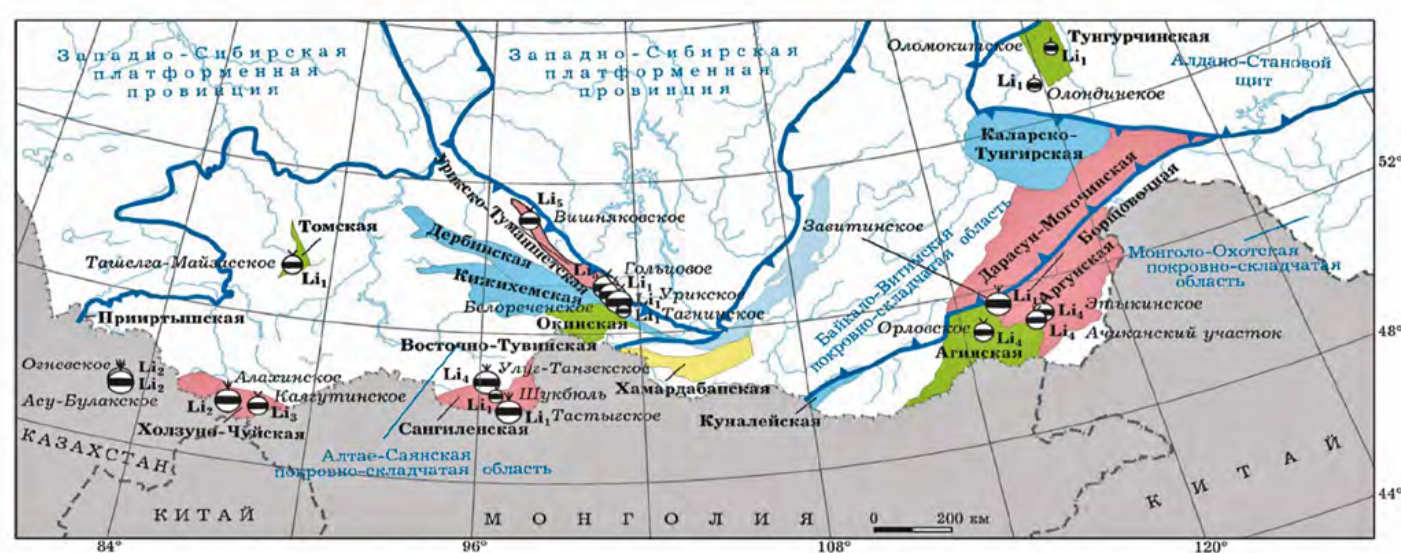 Западно-Сибирская
платформенная
провинция
Западно-Сибирская
платформенная
провинция
Оломокитское
Тунгурчинская
Li₁
Li₁
Олондинское
Алдано-Становой
щит
52°
Каларско-
Тунгирская
Урикско-Туманшетская
Li₅
Вишняковское
Томская
Ташелга-Майзасское
Li₁
Дербинская
Кижихемская
Гольцовое
Li₁
Урикское
Li₁
Тагнинское
Белореченское
Окинская
Завитинское
Байкало-Витимская
покровно-складчатая область
Дарасун-Могочинская
Борщовочная
Аргунская
Монголо-Охотская
покровно-складчатая
область
Li₄
Этыкинское
Li₄
Ачиканский участок
Орловское
Li₄
Агинская
48°
Прииртышская
Восточно-Тувинская
Хамардабанская
Куналейская
Огневское
Li₂
Li₂
Асу-Булакское
Алахинское
Калгутинское
Li₂
Li₃
Холзуно-Чуйская
Li₄
Улуг-Танзекское
Шукбюль
Li₁
Li₁
Тастыгское
Сангиленская
Алтае-Саянская
покровно-складчатая область
КАЗАХСТАН
КИТАЙ
МОНГОЛИЯ
КИТАЙ
0 200 км
44°
84°
96°
108°
120°